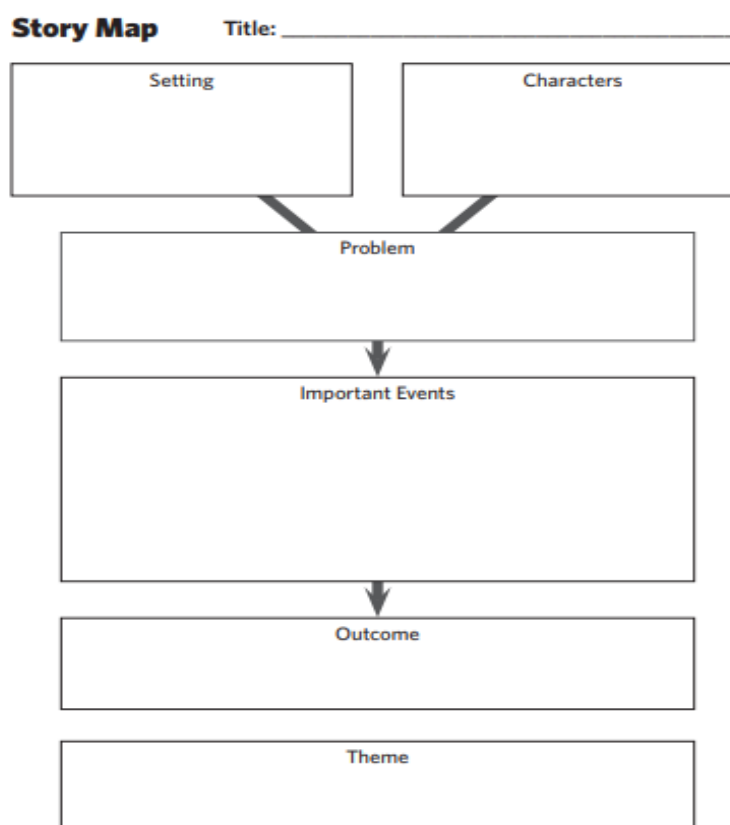 Story Map Title:
Setting Characters
Problem
Important Events
Outcome
Theme